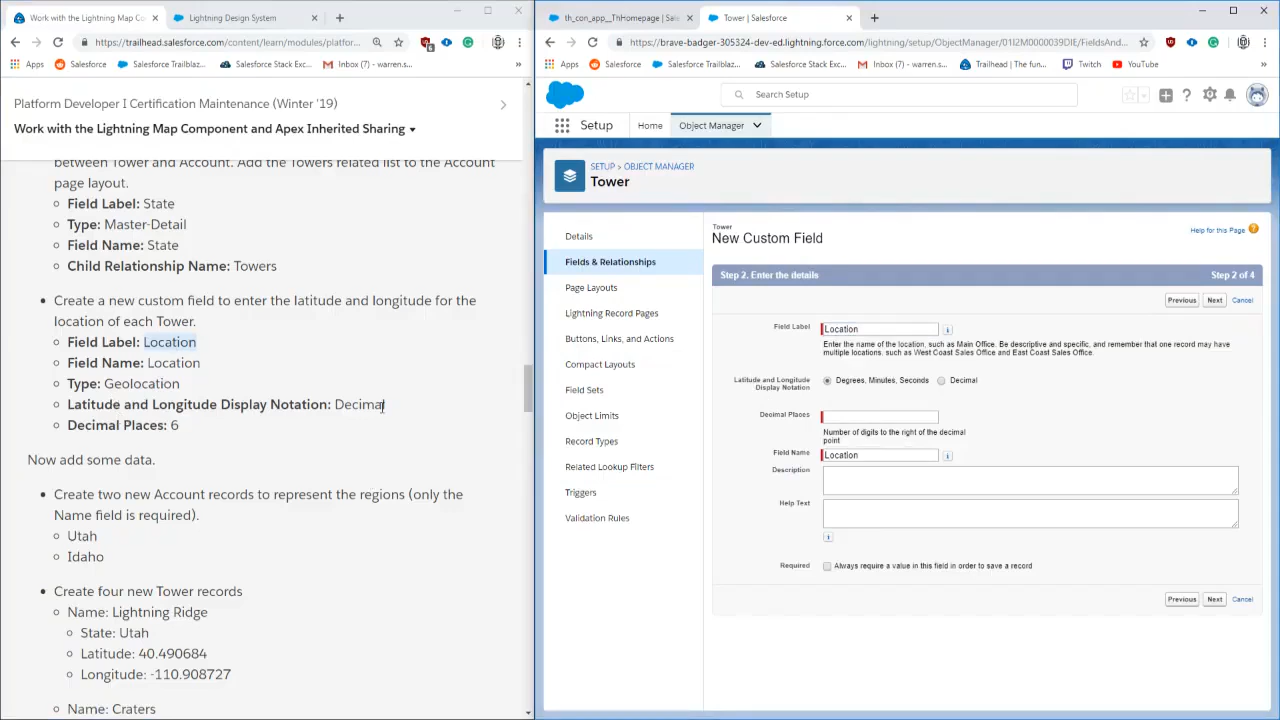 Work with the Lightning Map Co
Lightning Design System
https://trailhead.salesforce.com/content/learn/modules/platfor...
Apps
Salesforce
Salesforce Trailblaz...
Salesforce Stack Exc...
Inbox (7) - warren.s...
»
Platform Developer I Certification Maintenance (Winter '19)
Work with the Lightning Map Component and Apex Inherited Sharing
between Tower and Account. Add the Towers related list to the Account
page layout.
Field Label: State
Type: Master-Detail
Field Name: State
Child Relationship Name: Towers
Create a new custom field to enter the latitude and longitude for the
location of each Tower.
Field Label: Location
Field Name: Location
Type: Geolocation
Latitude and Longitude Display Notation: Decimal
Decimal Places: 6
Now add some data.
Create two new Account records to represent the regions (only the
Name field is required).
Utah
Idaho
Create four new Tower records
Name: Lightning Ridge
State: Utah
Latitude: 40.490684
Longitude: -110.908727
Name: Craters
th_con_app__ThHomepage | Sales
Tower | Salesforce
https://brave-badger-305324-dev-ed.lightning.force.com/lightning/setup/ObjectManager/01I2M0000039DIE/FieldsAnd...
Apps
Salesforce
Salesforce Trailblaz...
Salesforce Stack Exc...
Inbox (7) - warren.s...
Trailhead | The fun...
Twitch
YouTube
»
Search Setup
Setup
Home
Object Manager
SETUP > OBJECT MANAGER
Tower
Details
Fields & Relationships
Page Layouts
Lightning Record Pages
Buttons, Links, and Actions
Compact Layouts
Field Sets
Object Limits
Record Types
Related Lookup Filters
Triggers
Validation Rules
Tower
New Custom Field
Help for this Page
Step 2. Enter the details
Step 2 of 4
Previous Next Cancel
Field Label Location
Enter the name of the location, such as Main Office. Be descriptive and specific, and remember that one record may have
multiple locations, such as West Coast Sales Office and East Coast Sales Office.
Latitude and Longitude
Display Notation
Degrees, Minutes, Seconds Decimal
Decimal Places
Number of digits to the right of the decimal
point
Field Name Location
Description
Help Text
Required Always require a value in this field in order to save a record
Previous Next Cancel